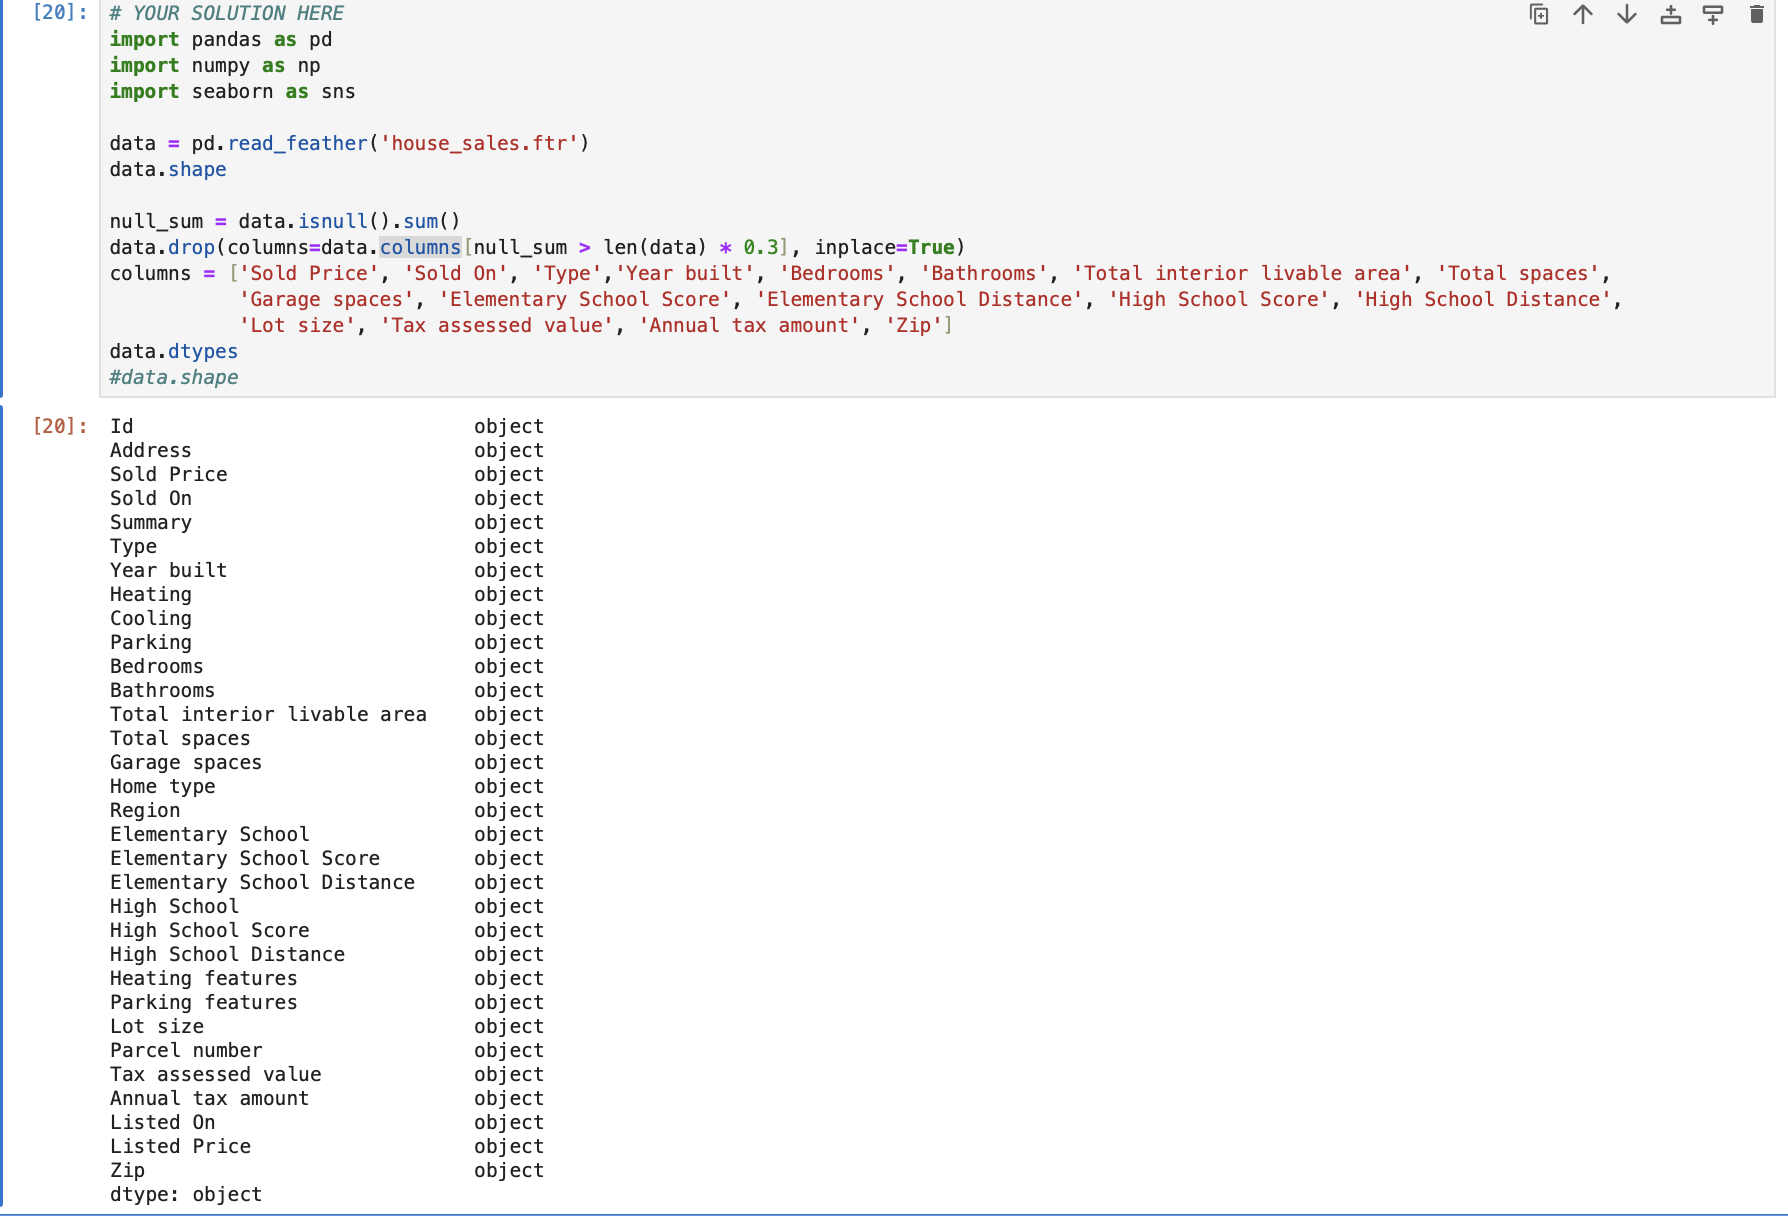 [20]: # YOUR SOLUTION HERE
import pandas as pd
import numpy as np
import seaborn as sns
data = pd.read_feather('house_sales.ftr')
data.shape
null_sum = data.isnull().sum()
data.drop(columns=data.columns[null_sum > len(data) * 0.3], inplace=True)
columns = ['Sold Price', 'Sold On', 'Type','Year built', 'Bedrooms', 'Bathrooms', 'Total interior livable area', 'Total spaces',
'Garage spaces', 'Elementary School Score', 'Elementary School Distance', 'High School Score', 'High School Distance',
'Lot size', 'Tax assessed value', 'Annual tax amount', 'Zip']
data.dtypes
#data.shape
[20]: Id object
Address object
Sold Price object
Sold On object
Summary object
Type object
Year built object
Heating object
Cooling object
Parking object
Bedrooms object
Bathrooms object
Total interior livable area object
Total spaces object
Garage spaces object
Home type object
Region object
Elementary School object
Elementary School Score object
Elementary School Distance object
High School object
High School Score object
High School Distance object
Heating features object
Parking features object
Lot size object
Parcel number object
Tax assessed value object
Annual tax amount object
Listed On object
Listed Price object
Zip object
dtype: object